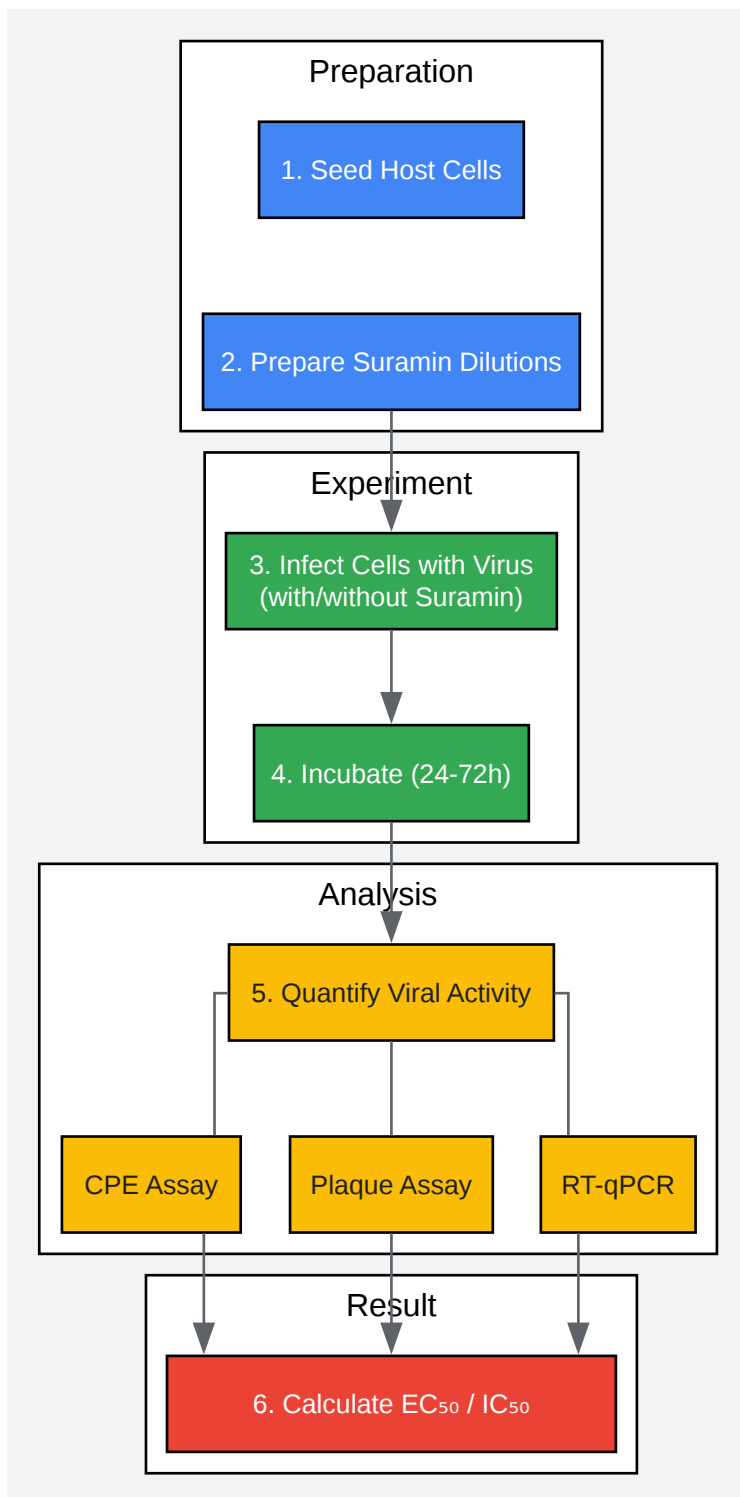 Preparation
1. Seed Host Cells
2. Prepare Suramin Dilutions
Experiment
3. Infect Cells with Virus
(with/without Suramin)
4. Incubate (24-72h)
Analysis
5. Quantify Viral Activity
CPE Assay
Plaque Assay
RT-qPCR
Result
6. Calculate EC₅₀ / IC₅₀